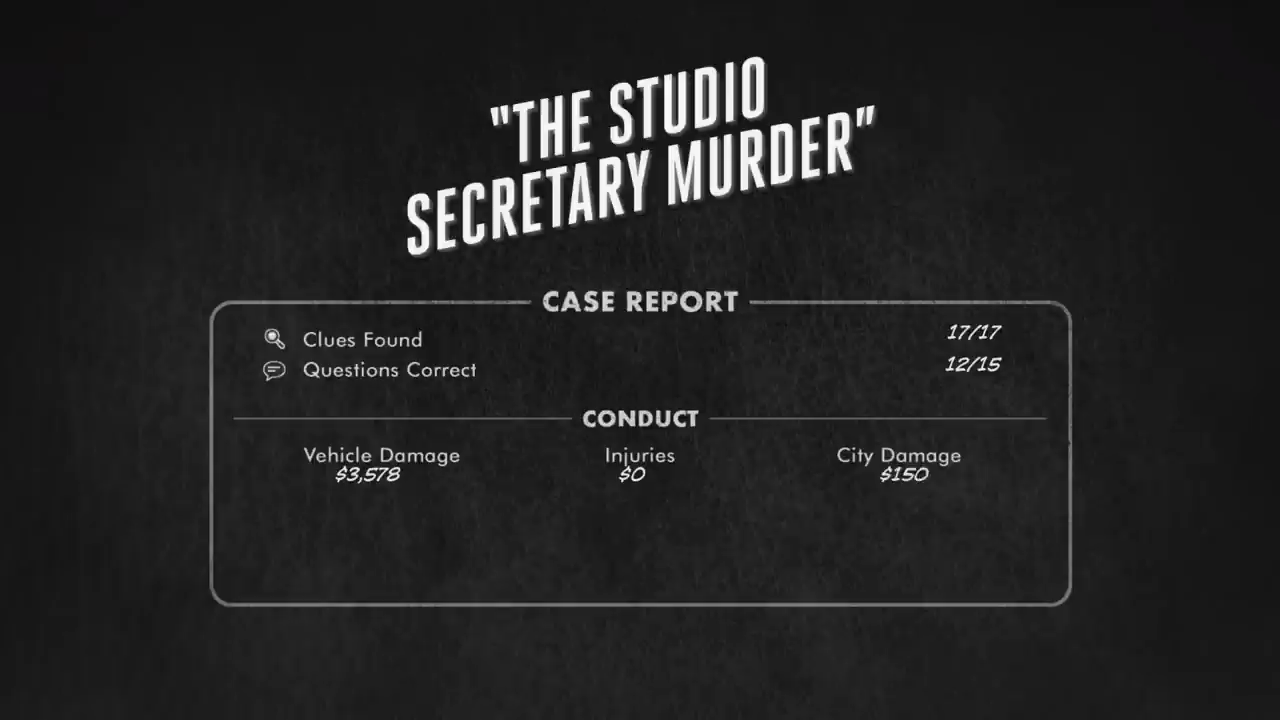 "THE STUDIO
SECRETARY MURDER"
CASE REPORT
Clues Found 17/17
Questions Correct 12/15
CONDUCT
Vehicle Damage Injuries City Damage
$3,578 $0 $150